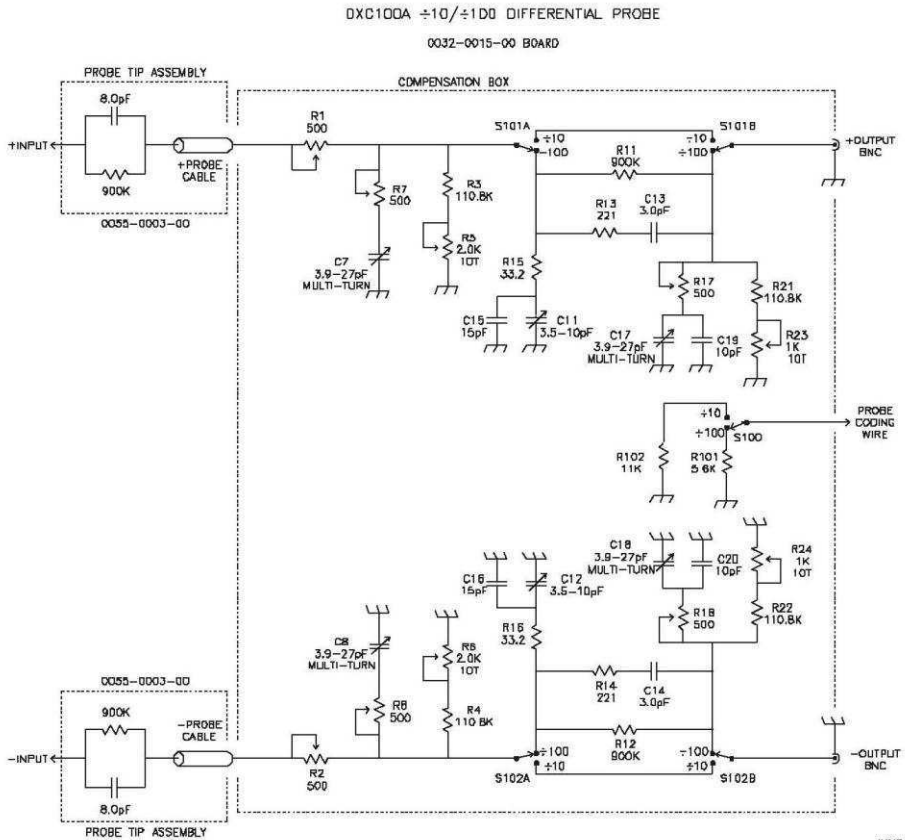 DXC100A ÷10/÷100 DIFFERENTIAL PROBE
0032-0015-00 BOARD
PROBE TIP ASSEMBLY
COMPENSATION BOX
8.0pF
900K
+INPUT
+PROBE
CABLE
0055-0003-00
R1
500
R7
500
C7
3.9-27pF
MULTI-TURN
R3
110.8K
R5
2.0K
10T
S101A
÷10
÷100
S101B
÷10
÷100
R11
900K
R13
221
C13
3.0pF
R15
33.2
C15
15pF
C11
3.5-10pF
R17
500
C17
3.9-27pF
MULTI-TURN
C19
10pF
R21
110.8K
R23
1K
10T
+OUTPUT
BNC
÷10
÷100
S100
R102
11K
R101
5.6K
PROBE
CODING
WIRE
C18
3.9-27pF
MULTI-TURN
C20
10pF
R24
1K
10T
R18
500
R22
110.8K
C16
15pF
C12
3.5-10pF
R16
33.2
C8
3.9-27pF
MULTI-TURN
R8
500
R6
2.0K
10T
R4
110.8K
R14
221
C14
3.0pF
R12
900K
÷100
÷10
S102A
÷100
÷10
S102B
-OUTPUT
BNC
0055-0003-00
900K
-PROBE
CABLE
-INPUT
8.0pF
R2
500
PROBE TIP ASSEMBLY